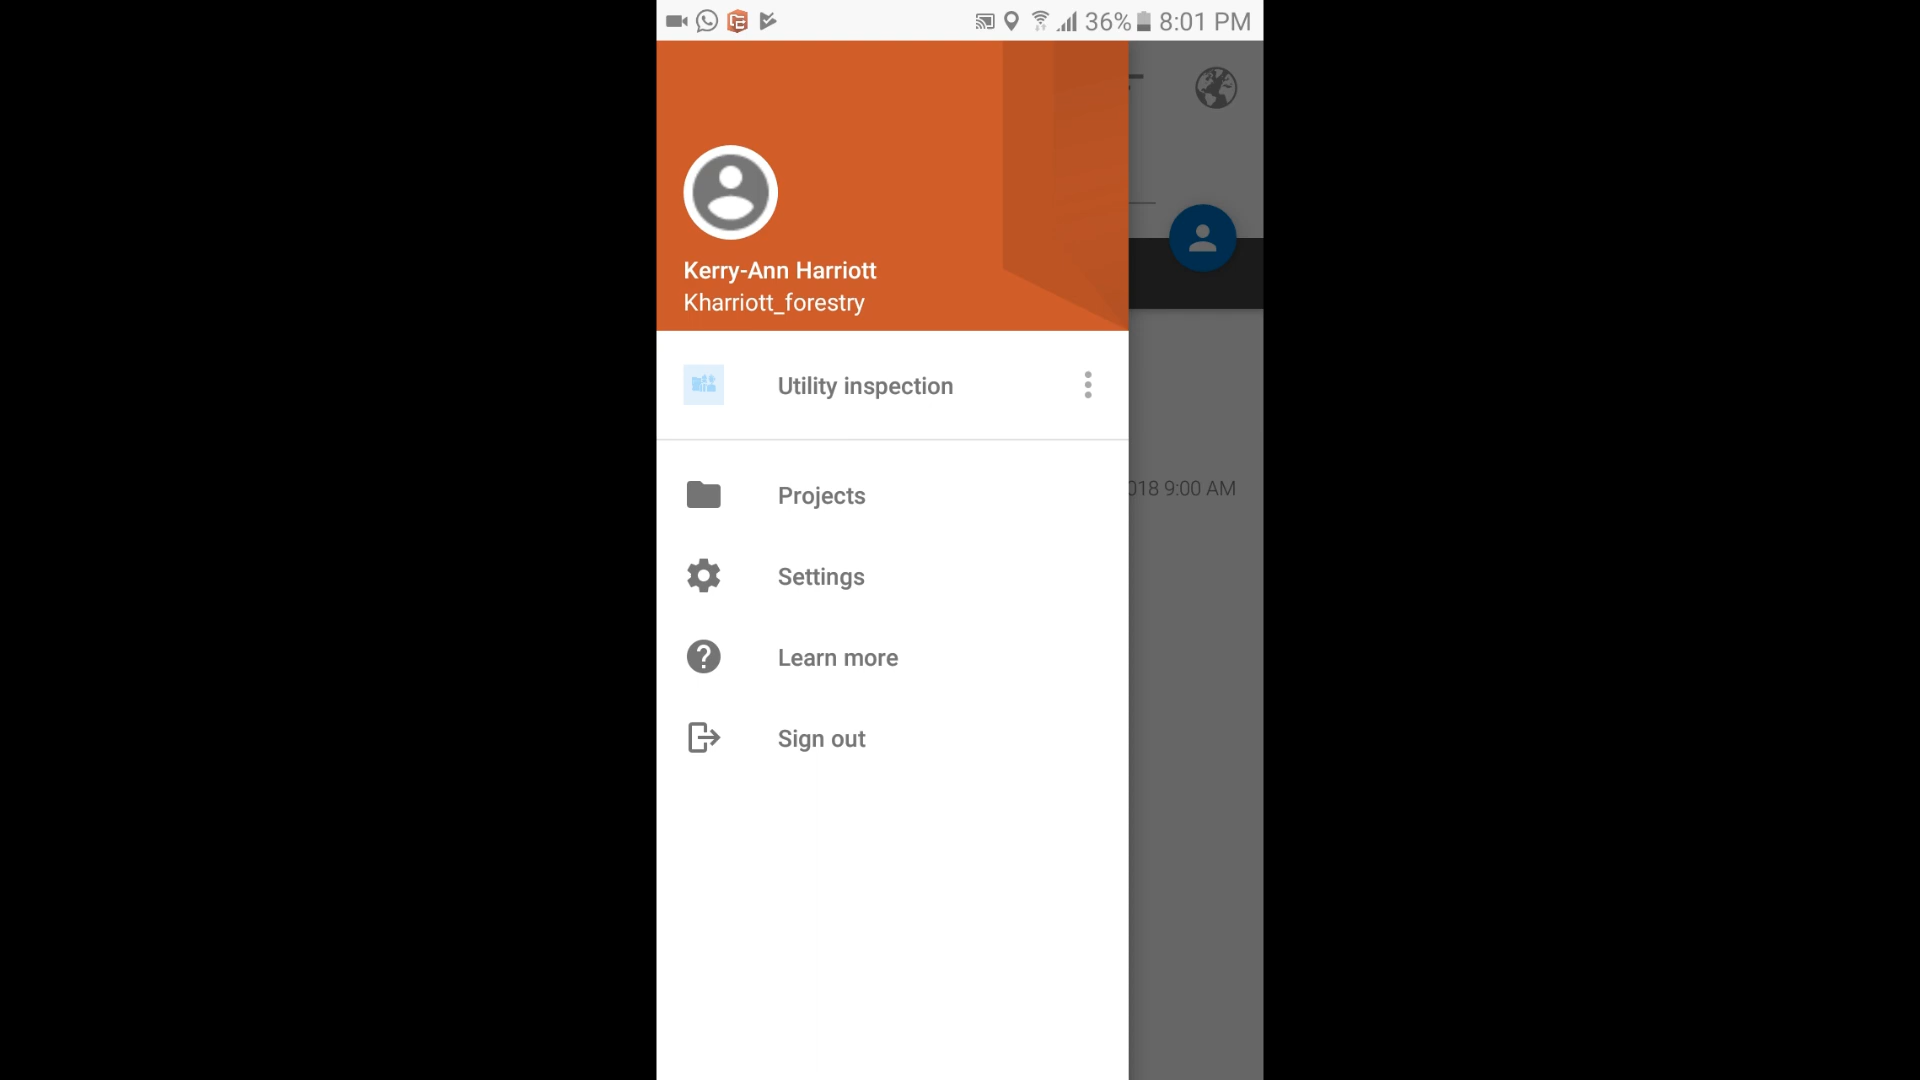 36% 8:01 PM
Kerry-Ann Harriott
Kharriott_forestry
Utility inspection
Projects
018 9:00 AM
Settings
Learn more
Sign out